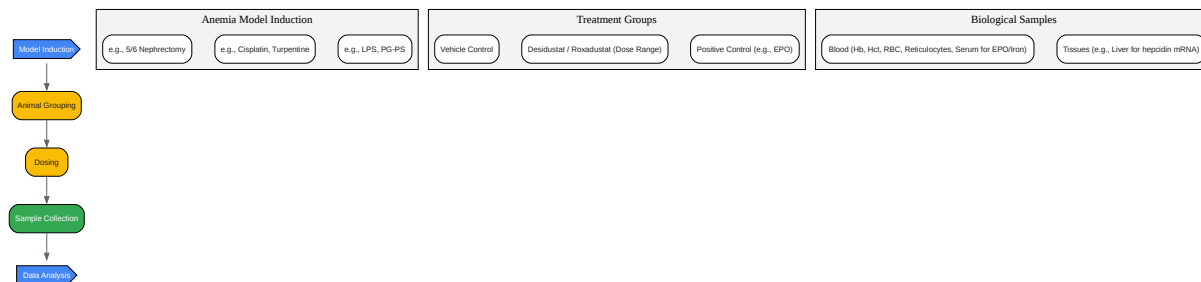 Anemia Model Induction
Treatment Groups
Biological Samples
Model Induction
e.g., 5/6 Nephrectomy
e.g., Cisplatin, Turpentine
e.g., LPS, PG-PS
Vehicle Control
Desidustat / Roxadustat (Dose Range)
Positive Control (e.g., EPO)
Blood (Hb, Hct, RBC, Reticulocytes, Serum for EPO/Iron)
Tissues (e.g., Liver for hepcidin mRNA)
Animal Grouping
Dosing
Sample Collection
Data Analysis